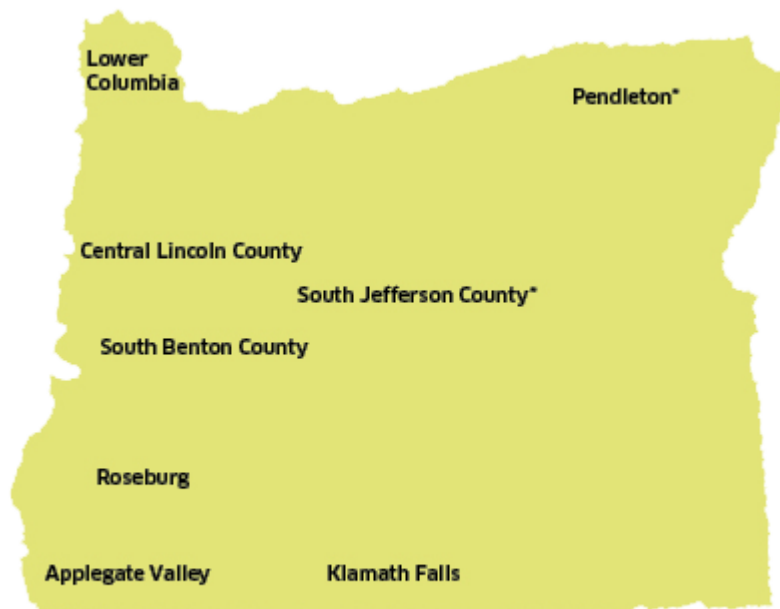 Lower
Columbia
Pendleton*
Central Lincoln County
South Jefferson County*
South Benton County
Roseburg
Applegate Valley
Klamath Falls